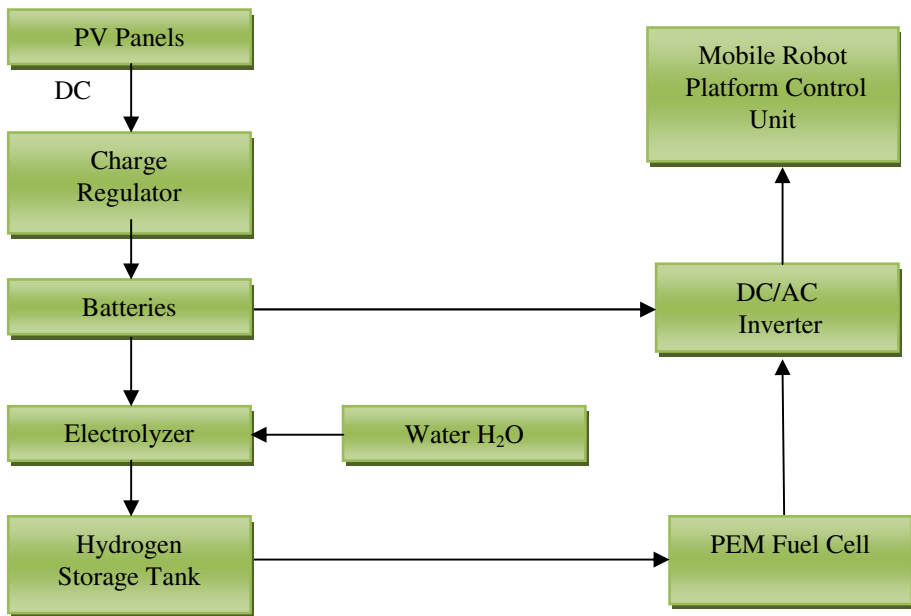 PV Panels
DC
Charge
Regulator
Batteries
Electrolyzer
Hydrogen
Storage Tank
Water H₂O
Mobile Robot
Platform Control
Unit
DC/AC
Inverter
PEM Fuel Cell